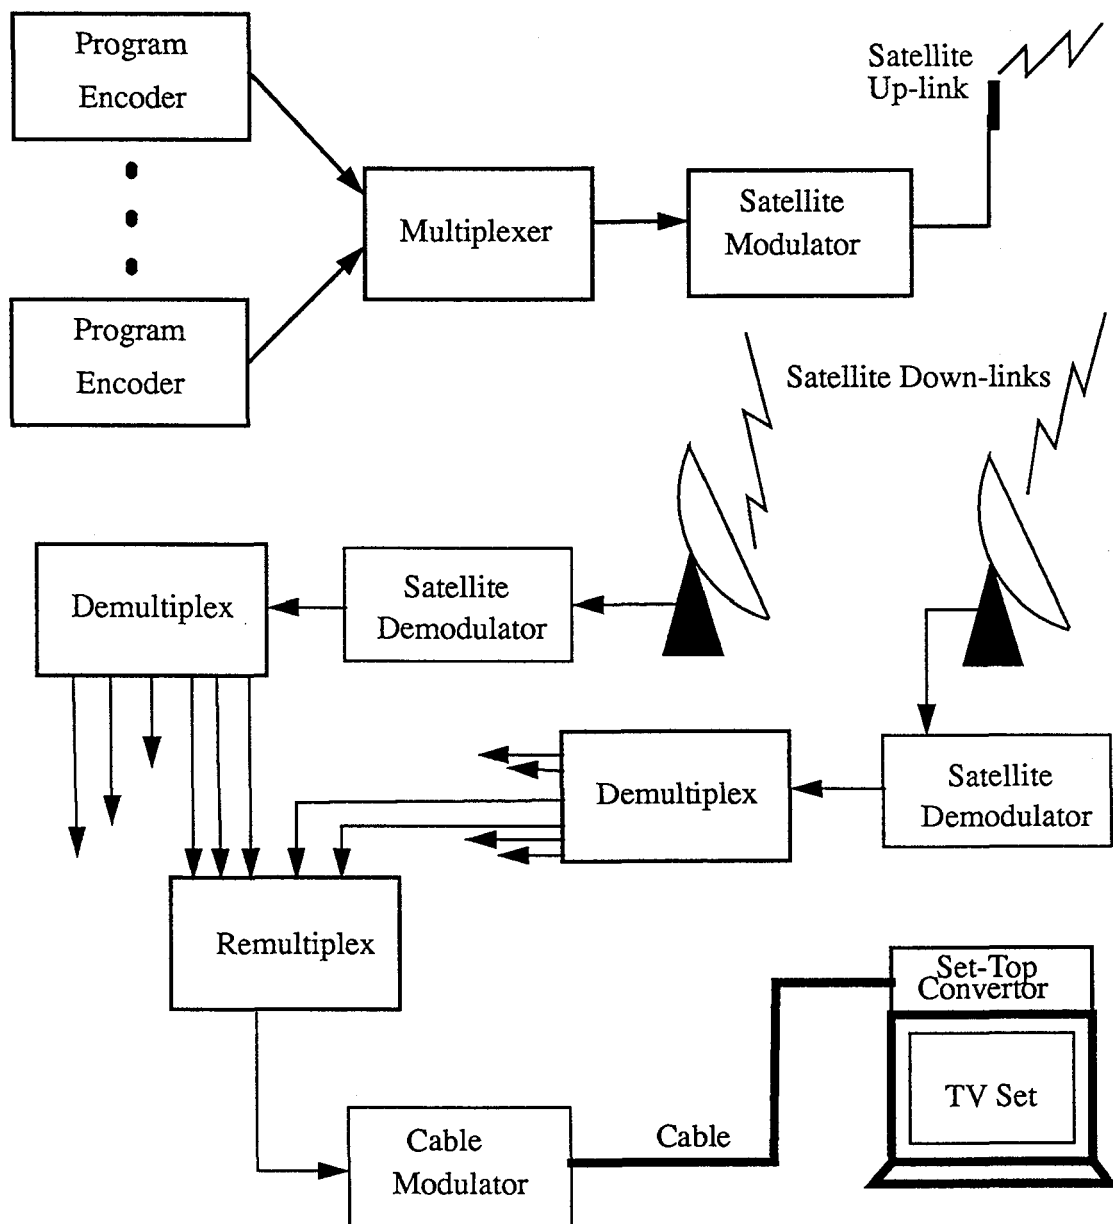 Program
Encoder
Satellite
Up-link
Multiplexer
Satellite
Modulator
Program
Encoder
Satellite Down-links
Demultiplex
Satellite
Demodulator
Demultiplex
Satellite
Demodulator
Remultiplex
Set-Top
Convertor
TV Set
Cable
Modulator
Cable